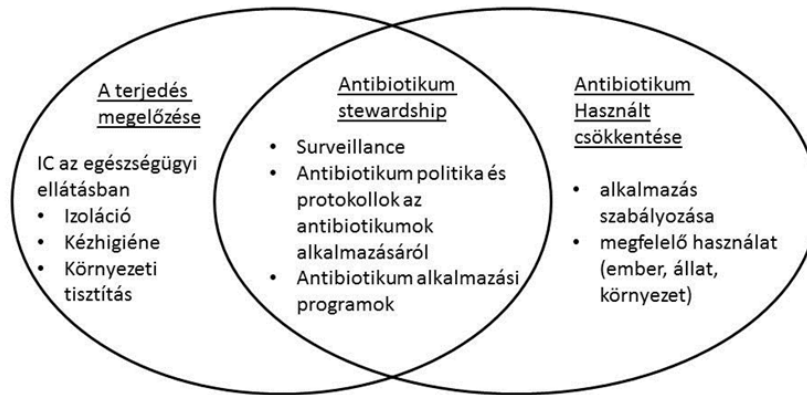 A terjedés
megelőzése
IC az egészségügyi
ellátásban
• Izoláció
• Kézhigiéne
• Környezeti
tisztítás
Antibiotikum
stewardship
• Surveillance
• Antibiotikum politika és
protokollok az
antibiotikumok
alkalmazásáról
• Antibiotikum alkalmazási
programok
Antibiotikum
Használt
csökkentése
• alkalmazás
szabályozása
• megfelelő használat
(ember, állat,
környezet)